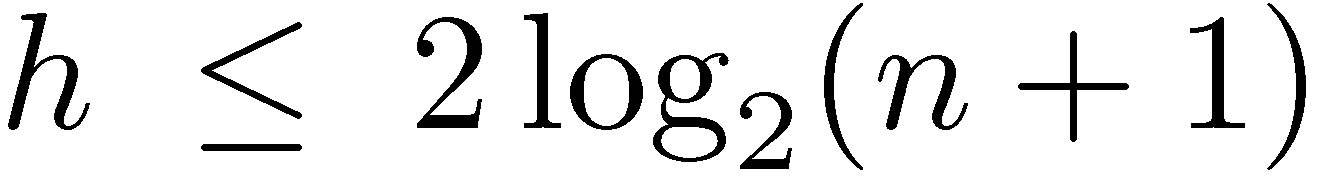 h ≤ 2 log₂(n + 1)